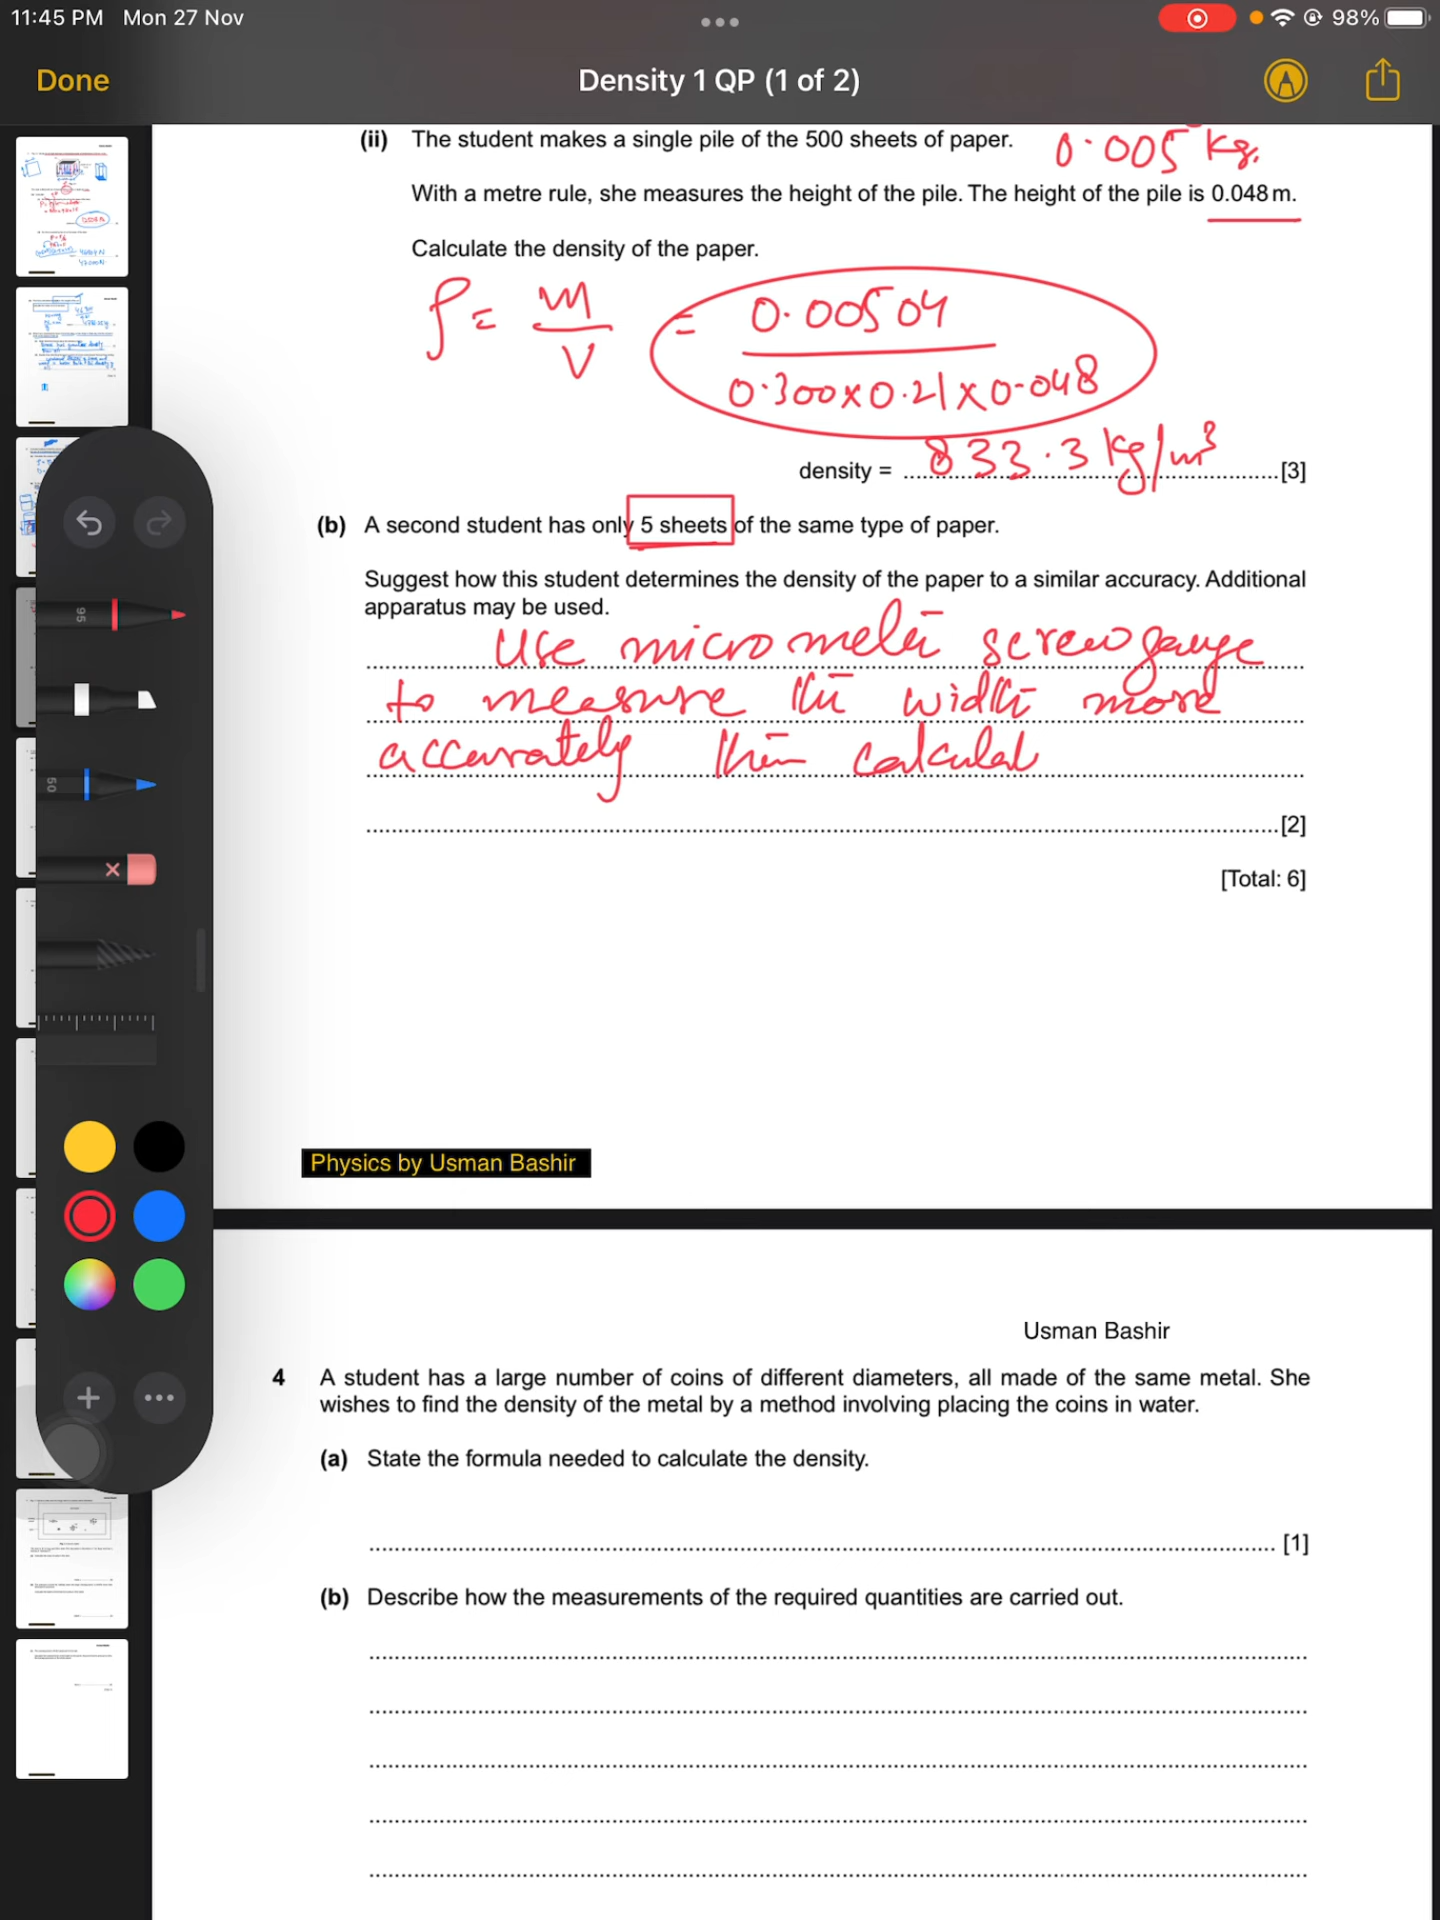 11:45 PM Mon 27 Nov
98%
Done
Density 1 QP (1 of 2)
(ii) The student makes a single pile of the 500 sheets of paper.
0.005 kg.
With a metre rule, she measures the height of the pile. The height of the pile is 0.048 m.
Calculate the density of the paper.
ρ = m
V
= 0.00504
0.300 x 0.21 x 0.048
density = 833.3 kg/m³ [3]
(b) A second student has only 5 sheets of the same type of paper.
Suggest how this student determines the density of the paper to a similar accuracy. Additional
apparatus may be used.
Use micrometer screw gauge
to measure the width more
accurately then calculat
[2]
[Total: 6]
95
50
Physics by Usman Bashir
Usman Bashir
4 A student has a large number of coins of different diameters, all made of the same metal. She
wishes to find the density of the metal by a method involving placing the coins in water.
(a) State the formula needed to calculate the density.
[1]
(b) Describe how the measurements of the required quantities are carried out.